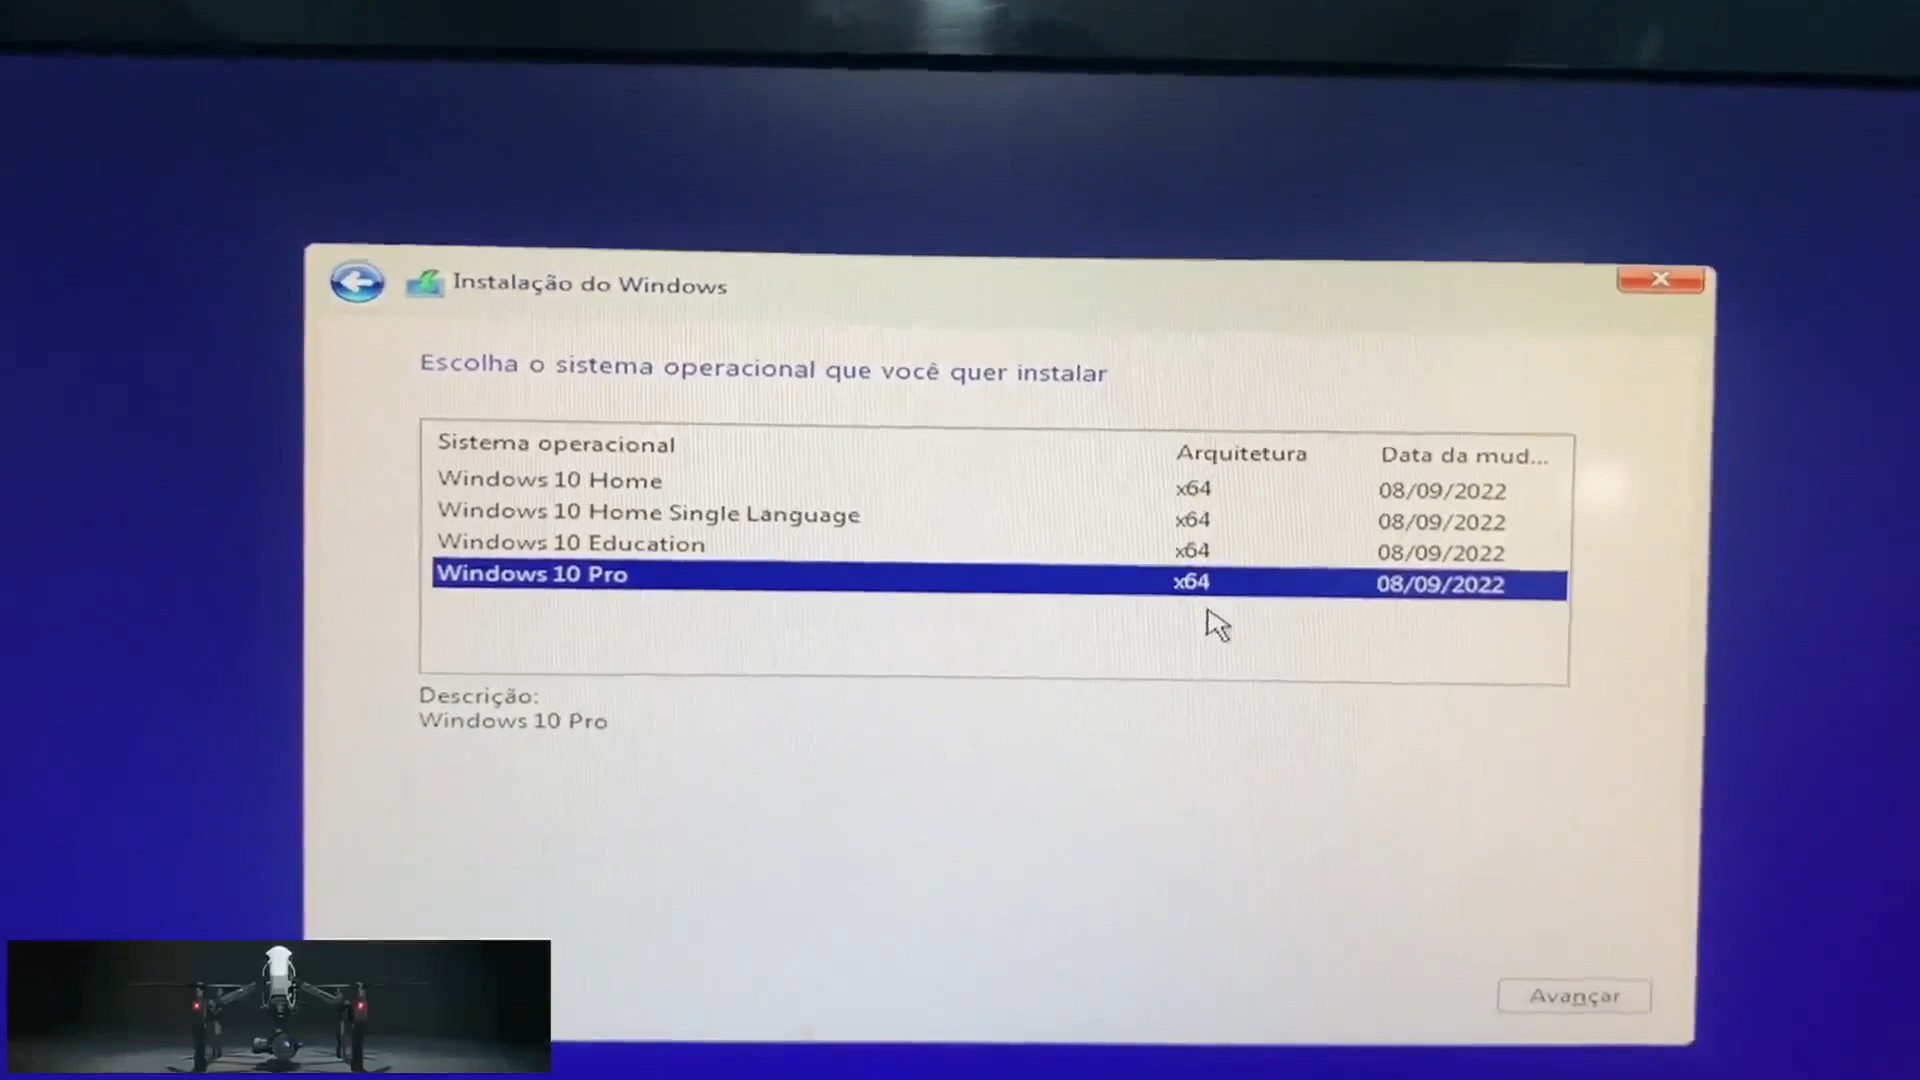 Instalação do Windows
Escolha o sistema operacional que você quer instalar
Sistema operacional Arquitetura Data da mud...
Windows 10 Home x64 08/09/2022
Windows 10 Home Single Language x64 08/09/2022
Windows 10 Education x64 08/09/2022
Windows 10 Pro x64 08/09/2022
Descrição:
Windows 10 Pro
Avançar